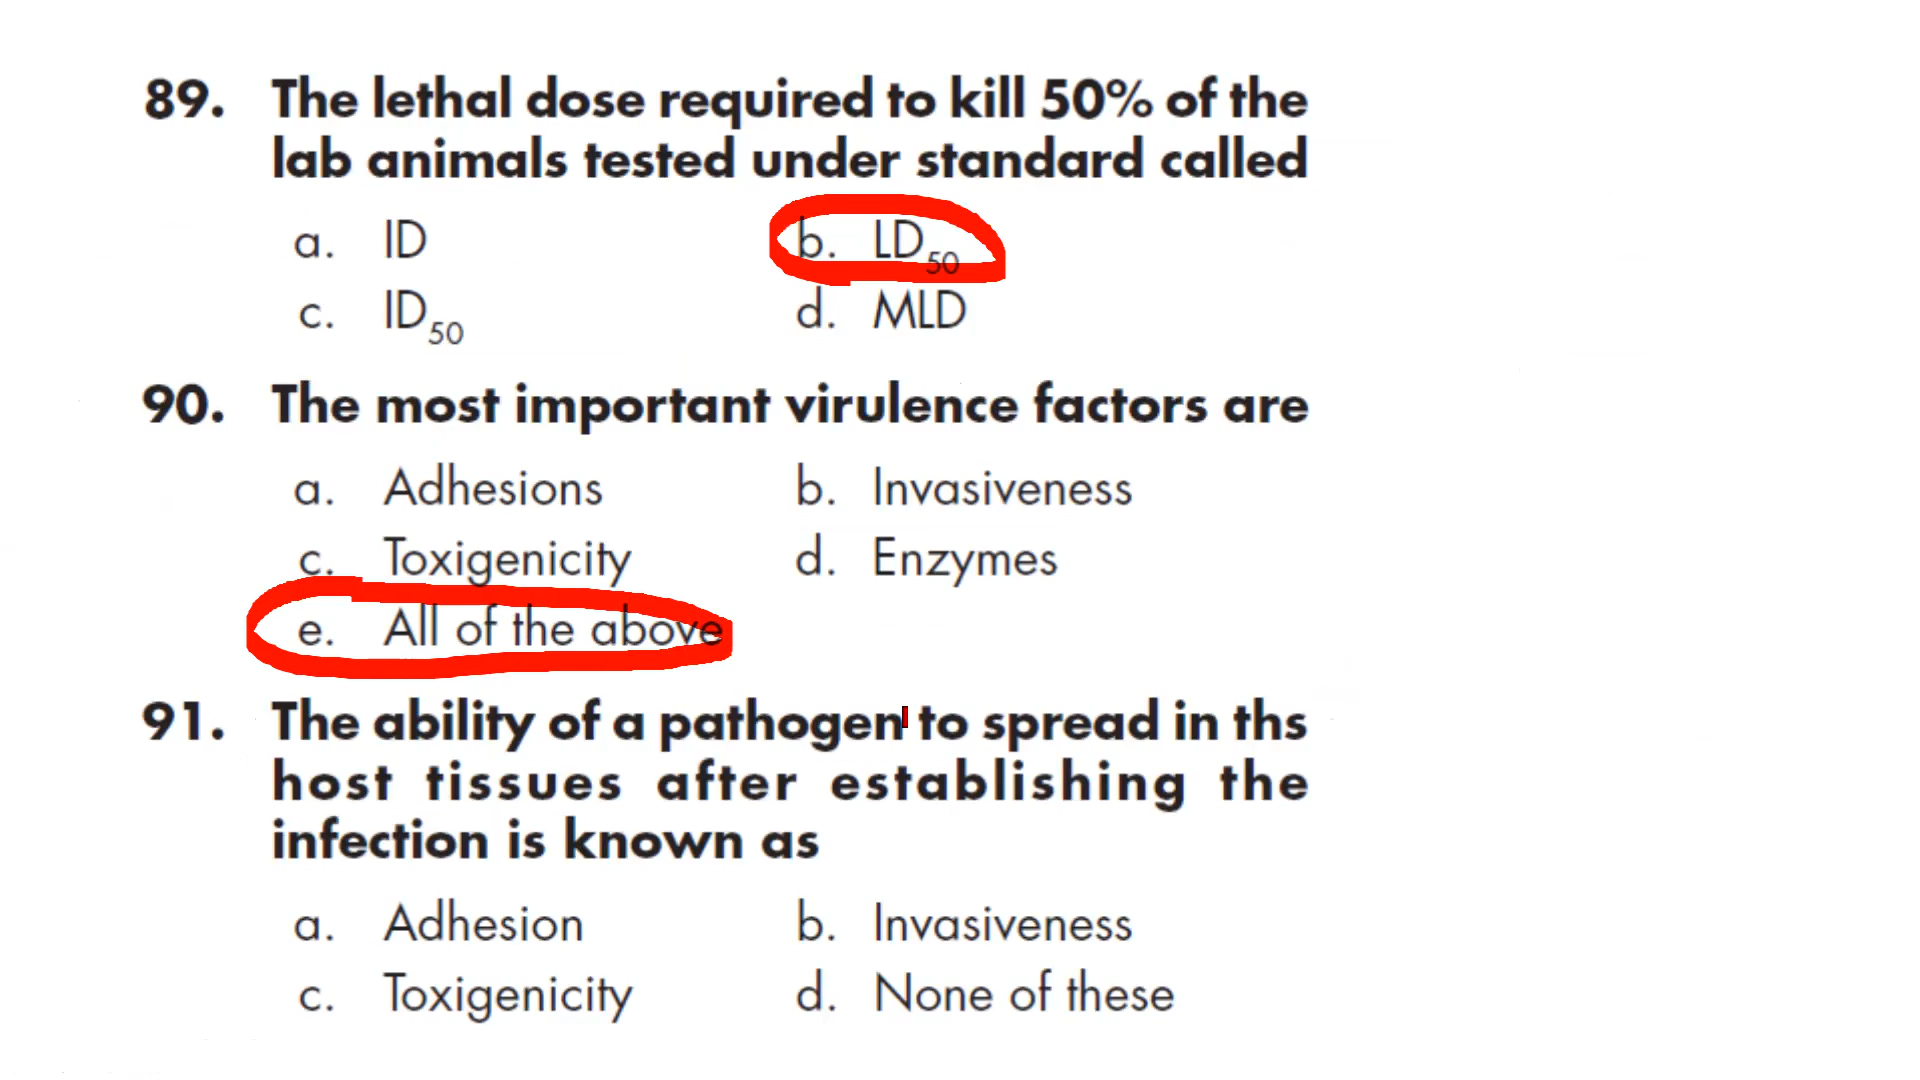 89. The lethal dose required to kill 50% of the
lab animals tested under standard called
a. ID b. LD50
c. ID50 d. MLD
90. The most important virulence factors are
a. Adhesions b. Invasiveness
c. Toxigenicity d. Enzymes
e. All of the above
91. The ability of a pathogen to spread in ths
host tissues after establishing the
infection is known as
a. Adhesion b. Invasiveness
c. Toxigenicity d. None of these